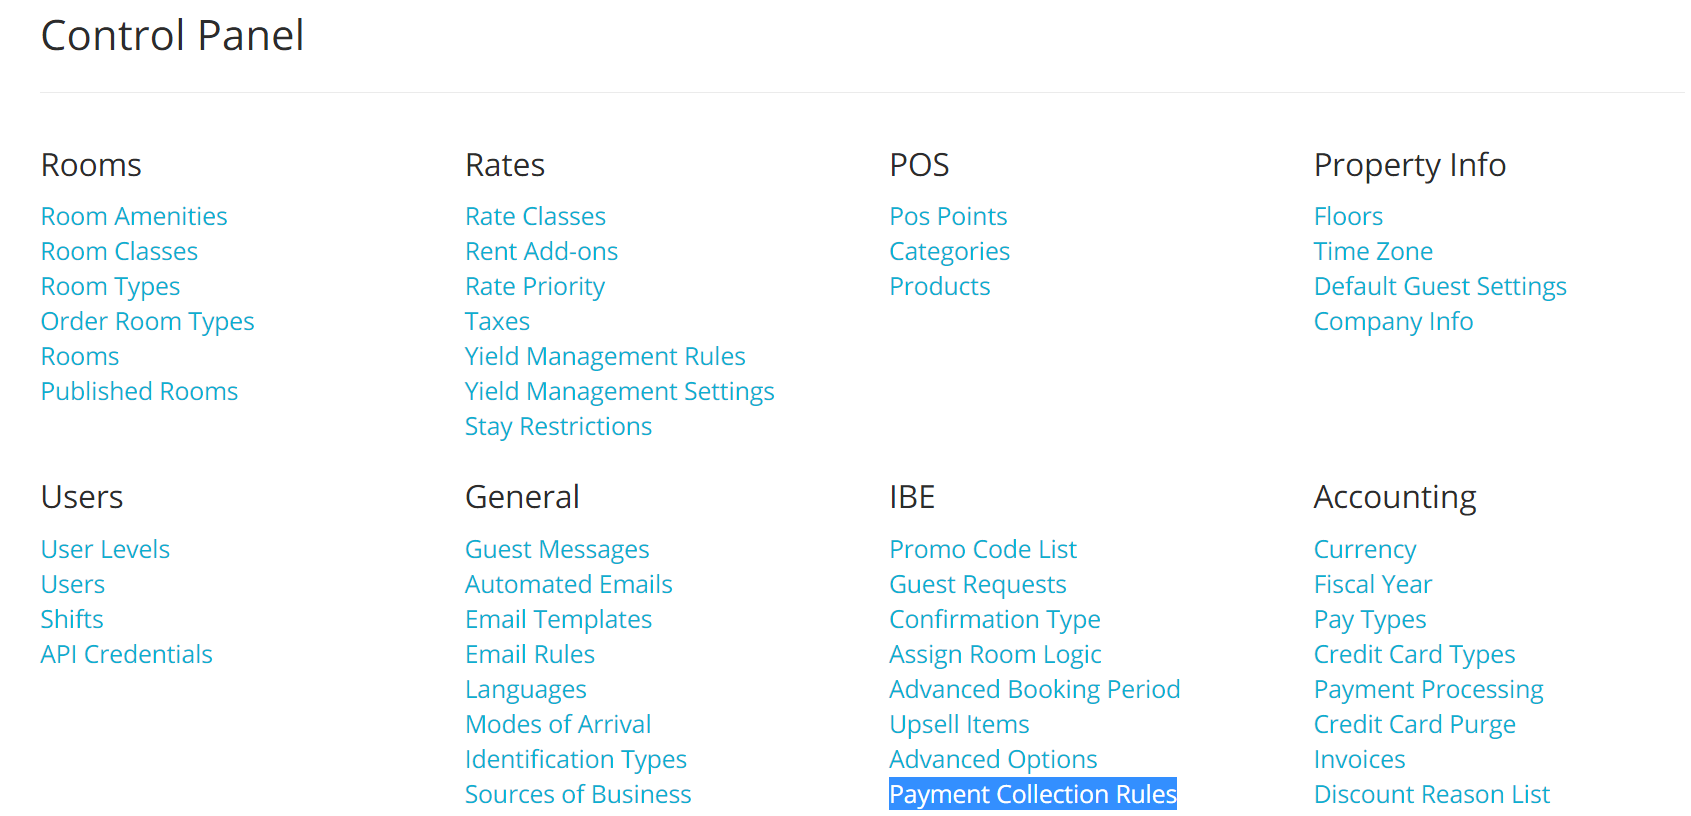 Control Panel
Rooms
Room Amenities
Room Classes
Room Types
Order Room Types
Rooms
Published Rooms
Rates
Rate Classes
Rent Add-ons
Rate Priority
Taxes
Yield Management Rules
Yield Management Settings
Stay Restrictions
POS
Pos Points
Categories
Products
Property Info
Floors
Time Zone
Default Guest Settings
Company Info
Users
User Levels
Users
Shifts
API Credentials
General
Guest Messages
Automated Emails
Email Templates
Email Rules
Languages
Modes of Arrival
Identification Types
Sources of Business
IBE
Promo Code List
Guest Requests
Confirmation Type
Assign Room Logic
Advanced Booking Period
Upsell Items
Advanced Options
Payment Collection Rules
Accounting
Currency
Fiscal Year
Pay Types
Credit Card Types
Payment Processing
Credit Card Purge
Invoices
Discount Reason List